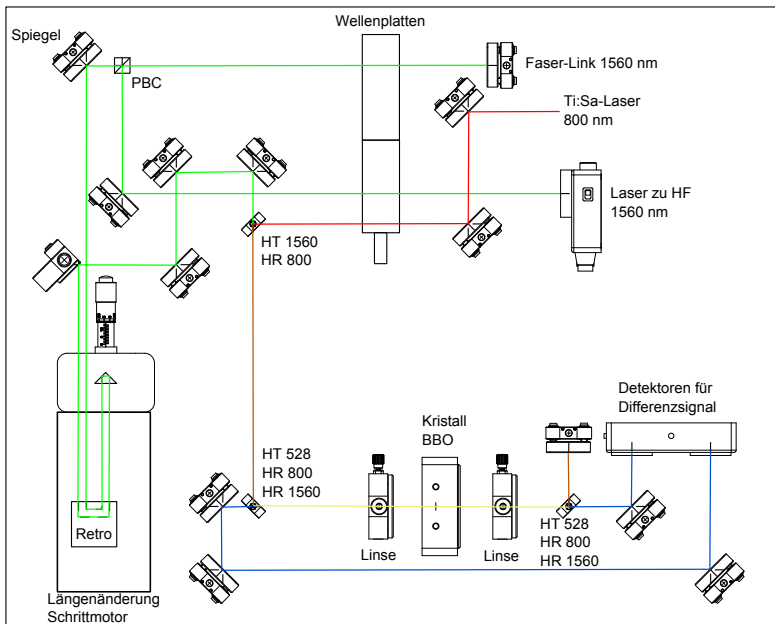 Wellenplatten
Spiegel
PBC
Faser-Link 1560 nm
Ti:Sa-Laser
800 nm
Laser zu HF
1560 nm
HT 1560
HR 800
Detektoren für
Differenzsignal
Kristall
BBO
HT 528
HR 800
HR 1560
Linse
Linse
HT 528
HR 800
HR 1560
Retro
Längenänderung
Schrittmotor